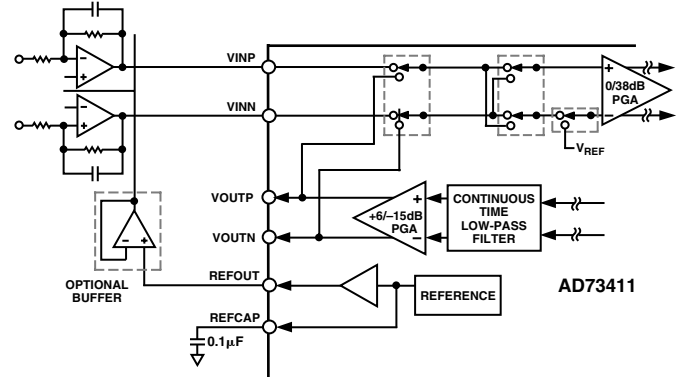 VINP
VINN
0/38dB
PGA
VREF
VOUTP
VOUTN
+6/–15dB
PGA
CONTINUOUS
TIME
LOW-PASS
FILTER
OPTIONAL
BUFFER
REFOUT
REFERENCE
AD73411
REFCAP
0.1µF